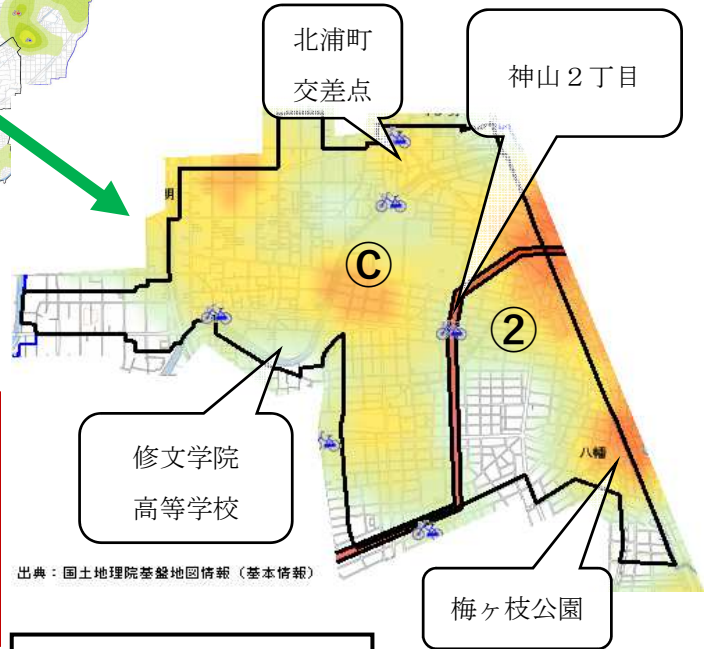 北浦町
交差点
神山２丁目
明
Ⓒ
②
八幡
修文学院
高等学校
梅ヶ枝公園
出典：国土地理院基盤地図情報（基本情報）